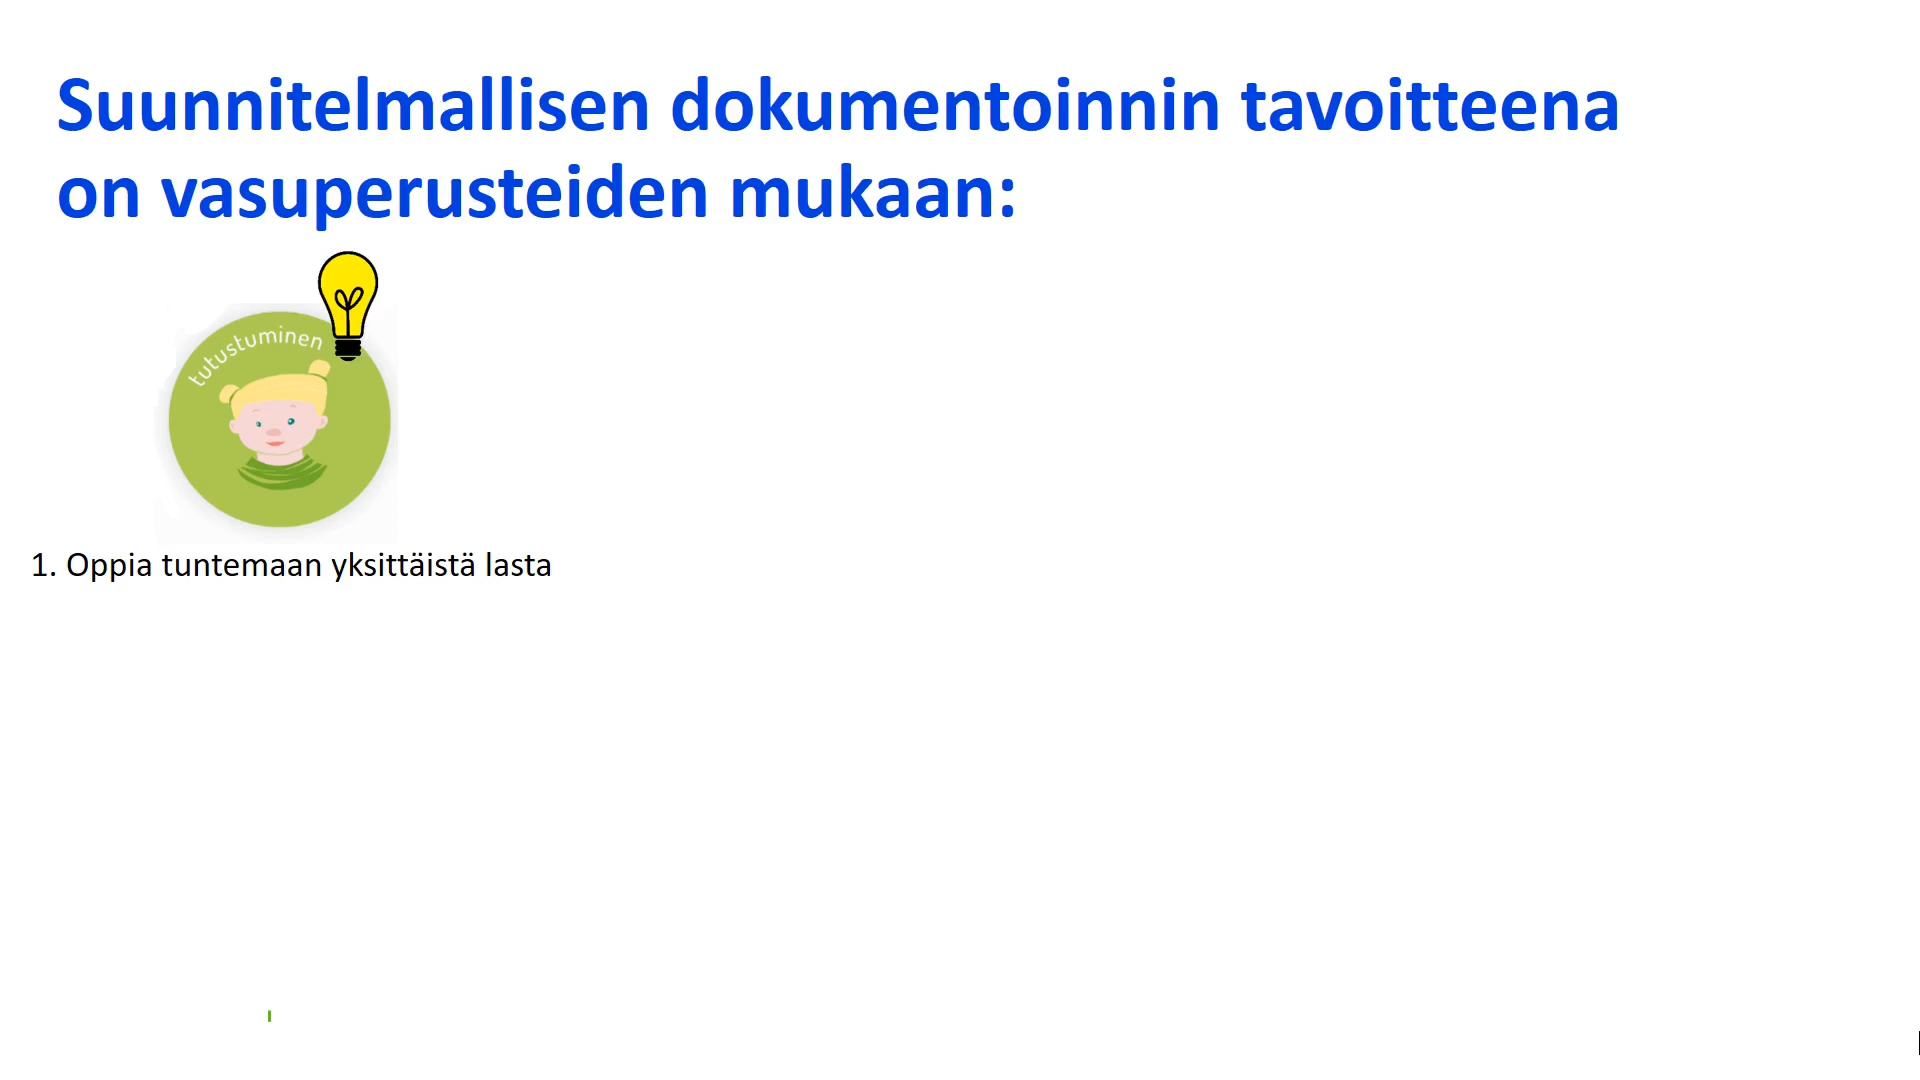 Suunnitelmallisen dokumentoinnin tavoitteena
on vasuperusteiden mukaan:
tutustuminen
1. Oppia tuntemaan yksittäistä lasta